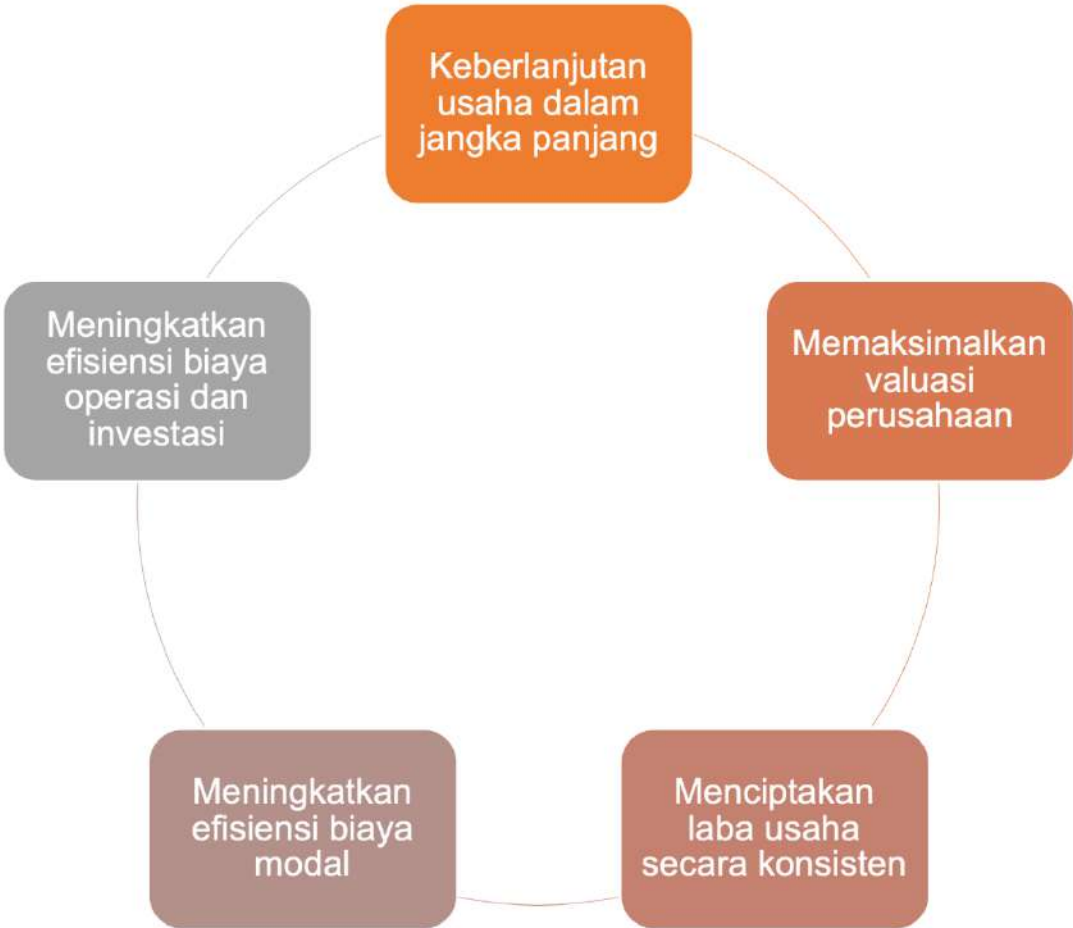 Keberlanjutan
usaha dalam
jangka panjang
Memaksimalkan
valuasi
perusahaan
Menciptakan
laba usaha
secara konsisten
Meningkatkan
efisiensi biaya
modal
Meningkatkan
efisiensi biaya
operasi dan
investasi